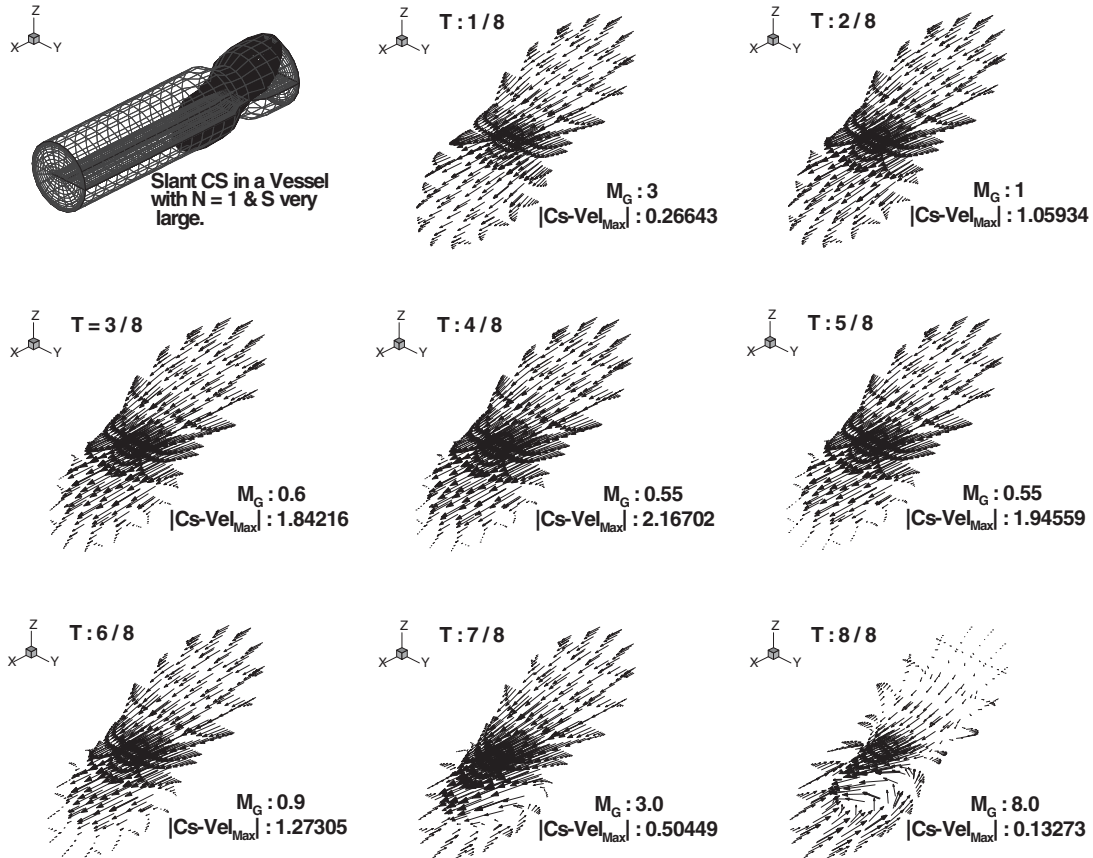 Z
X Y
Slant CS in a Vessel
with N = 1 & S very
large.
Z
X Y
T : 1 / 8
M_G : 3
|Cs-Vel_Max| : 0.26643
Z
X Y
T : 2 / 8
M_G : 1
|Cs-Vel_Max| : 1.05934
Z
X Y
T = 3 / 8
M_G : 0.6
|Cs-Vel_Max| : 1.84216
Z
X Y
T : 4 / 8
M_G : 0.55
|Cs-Vel_Max| : 2.16702
Z
X Y
T : 5 / 8
M_G : 0.55
|Cs-Vel_Max| : 1.94559
Z
X Y
T : 6 / 8
M_G : 0.9
|Cs-Vel_Max| : 1.27305
Z
X Y
T : 7 / 8
M_G : 3.0
|Cs-Vel_Max| : 0.50449
Z
X Y
T : 8 / 8
M_G : 8.0
|Cs-Vel_Max| : 0.13273